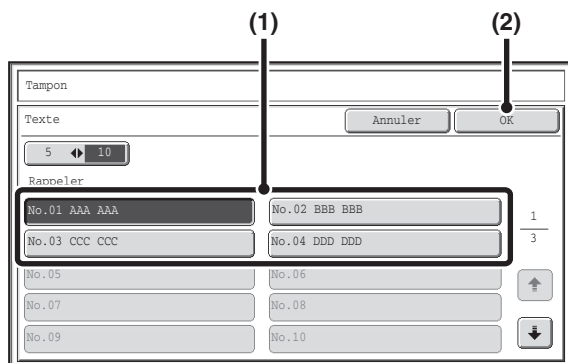 (1) (2)
Tampon
Texte Annuler OK
5 10
Rappeler
No.01 AAA AAA No.02 BBB BBB 1
No.03 CCC CCC No.04 DDD DDD 3
No.05 No.06
No.07 No.08
No.09 No.10